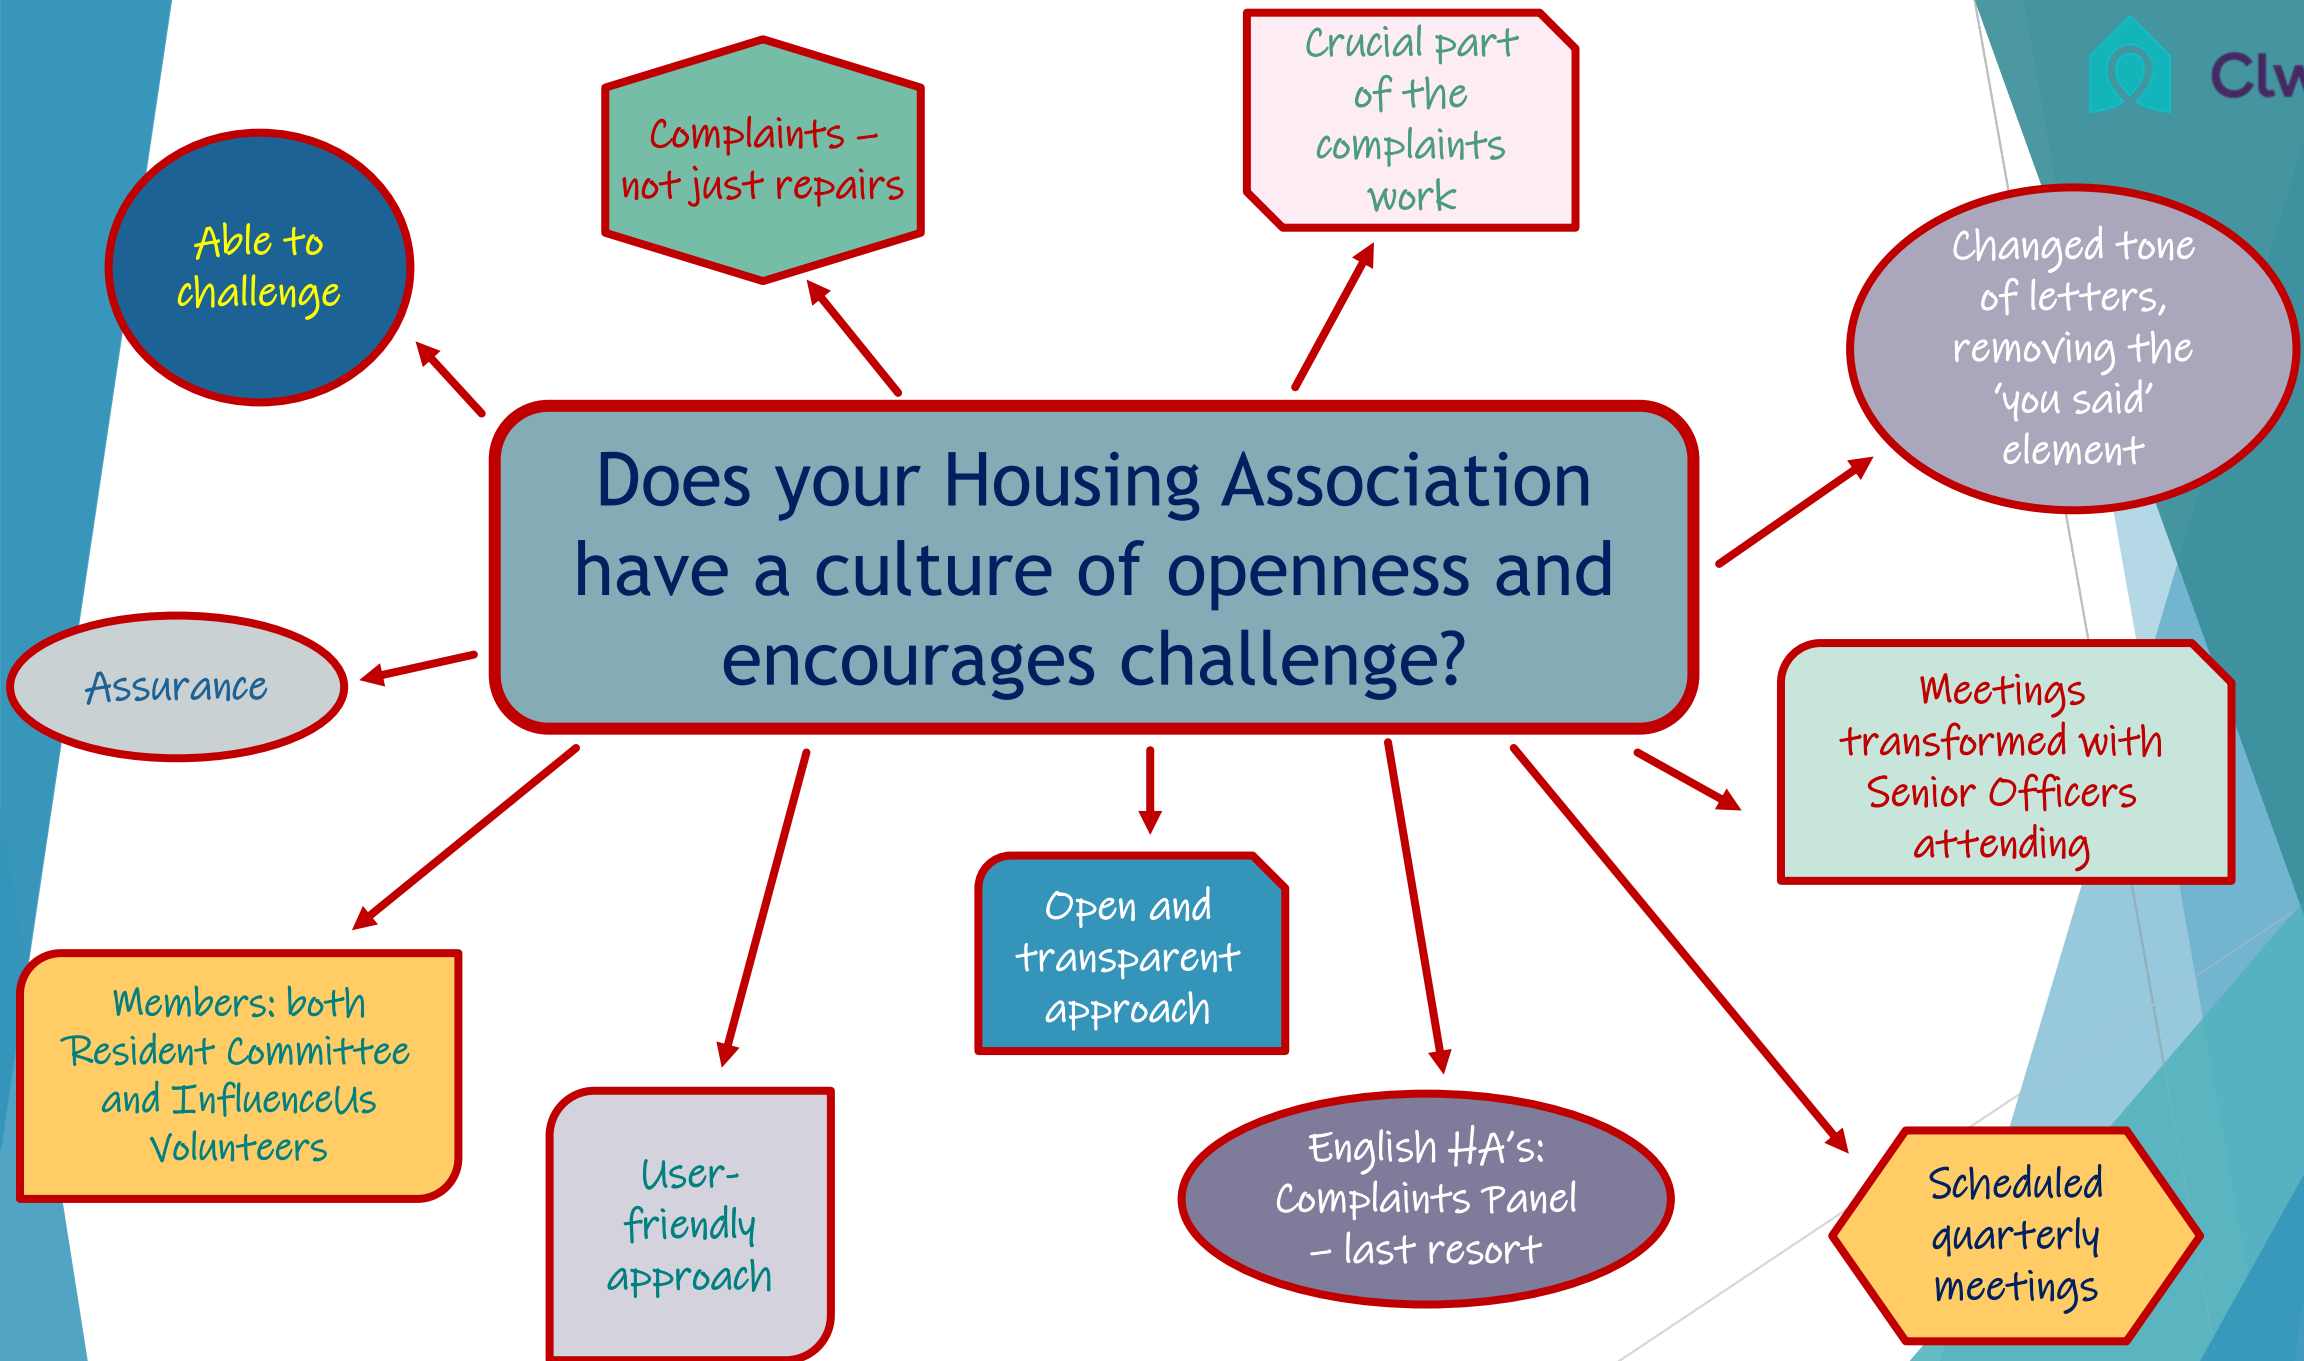 Crucial part
of the
complaints
work
Clw
Complaints –
not just repairs
Able to
challenge
Changed tone
of letters,
removing the
‘you said’
element
Does your Housing Association
have a culture of openness and
encourages challenge?
Assurance
Meetings
transformed with
Senior Officers
attending
Open and
transparent
approach
Members: both
Resident Committee
and InfluenceUs
Volunteers
User-
friendly
approach
English HA’s:
Complaints Panel
– last resort
Scheduled
quarterly
meetings